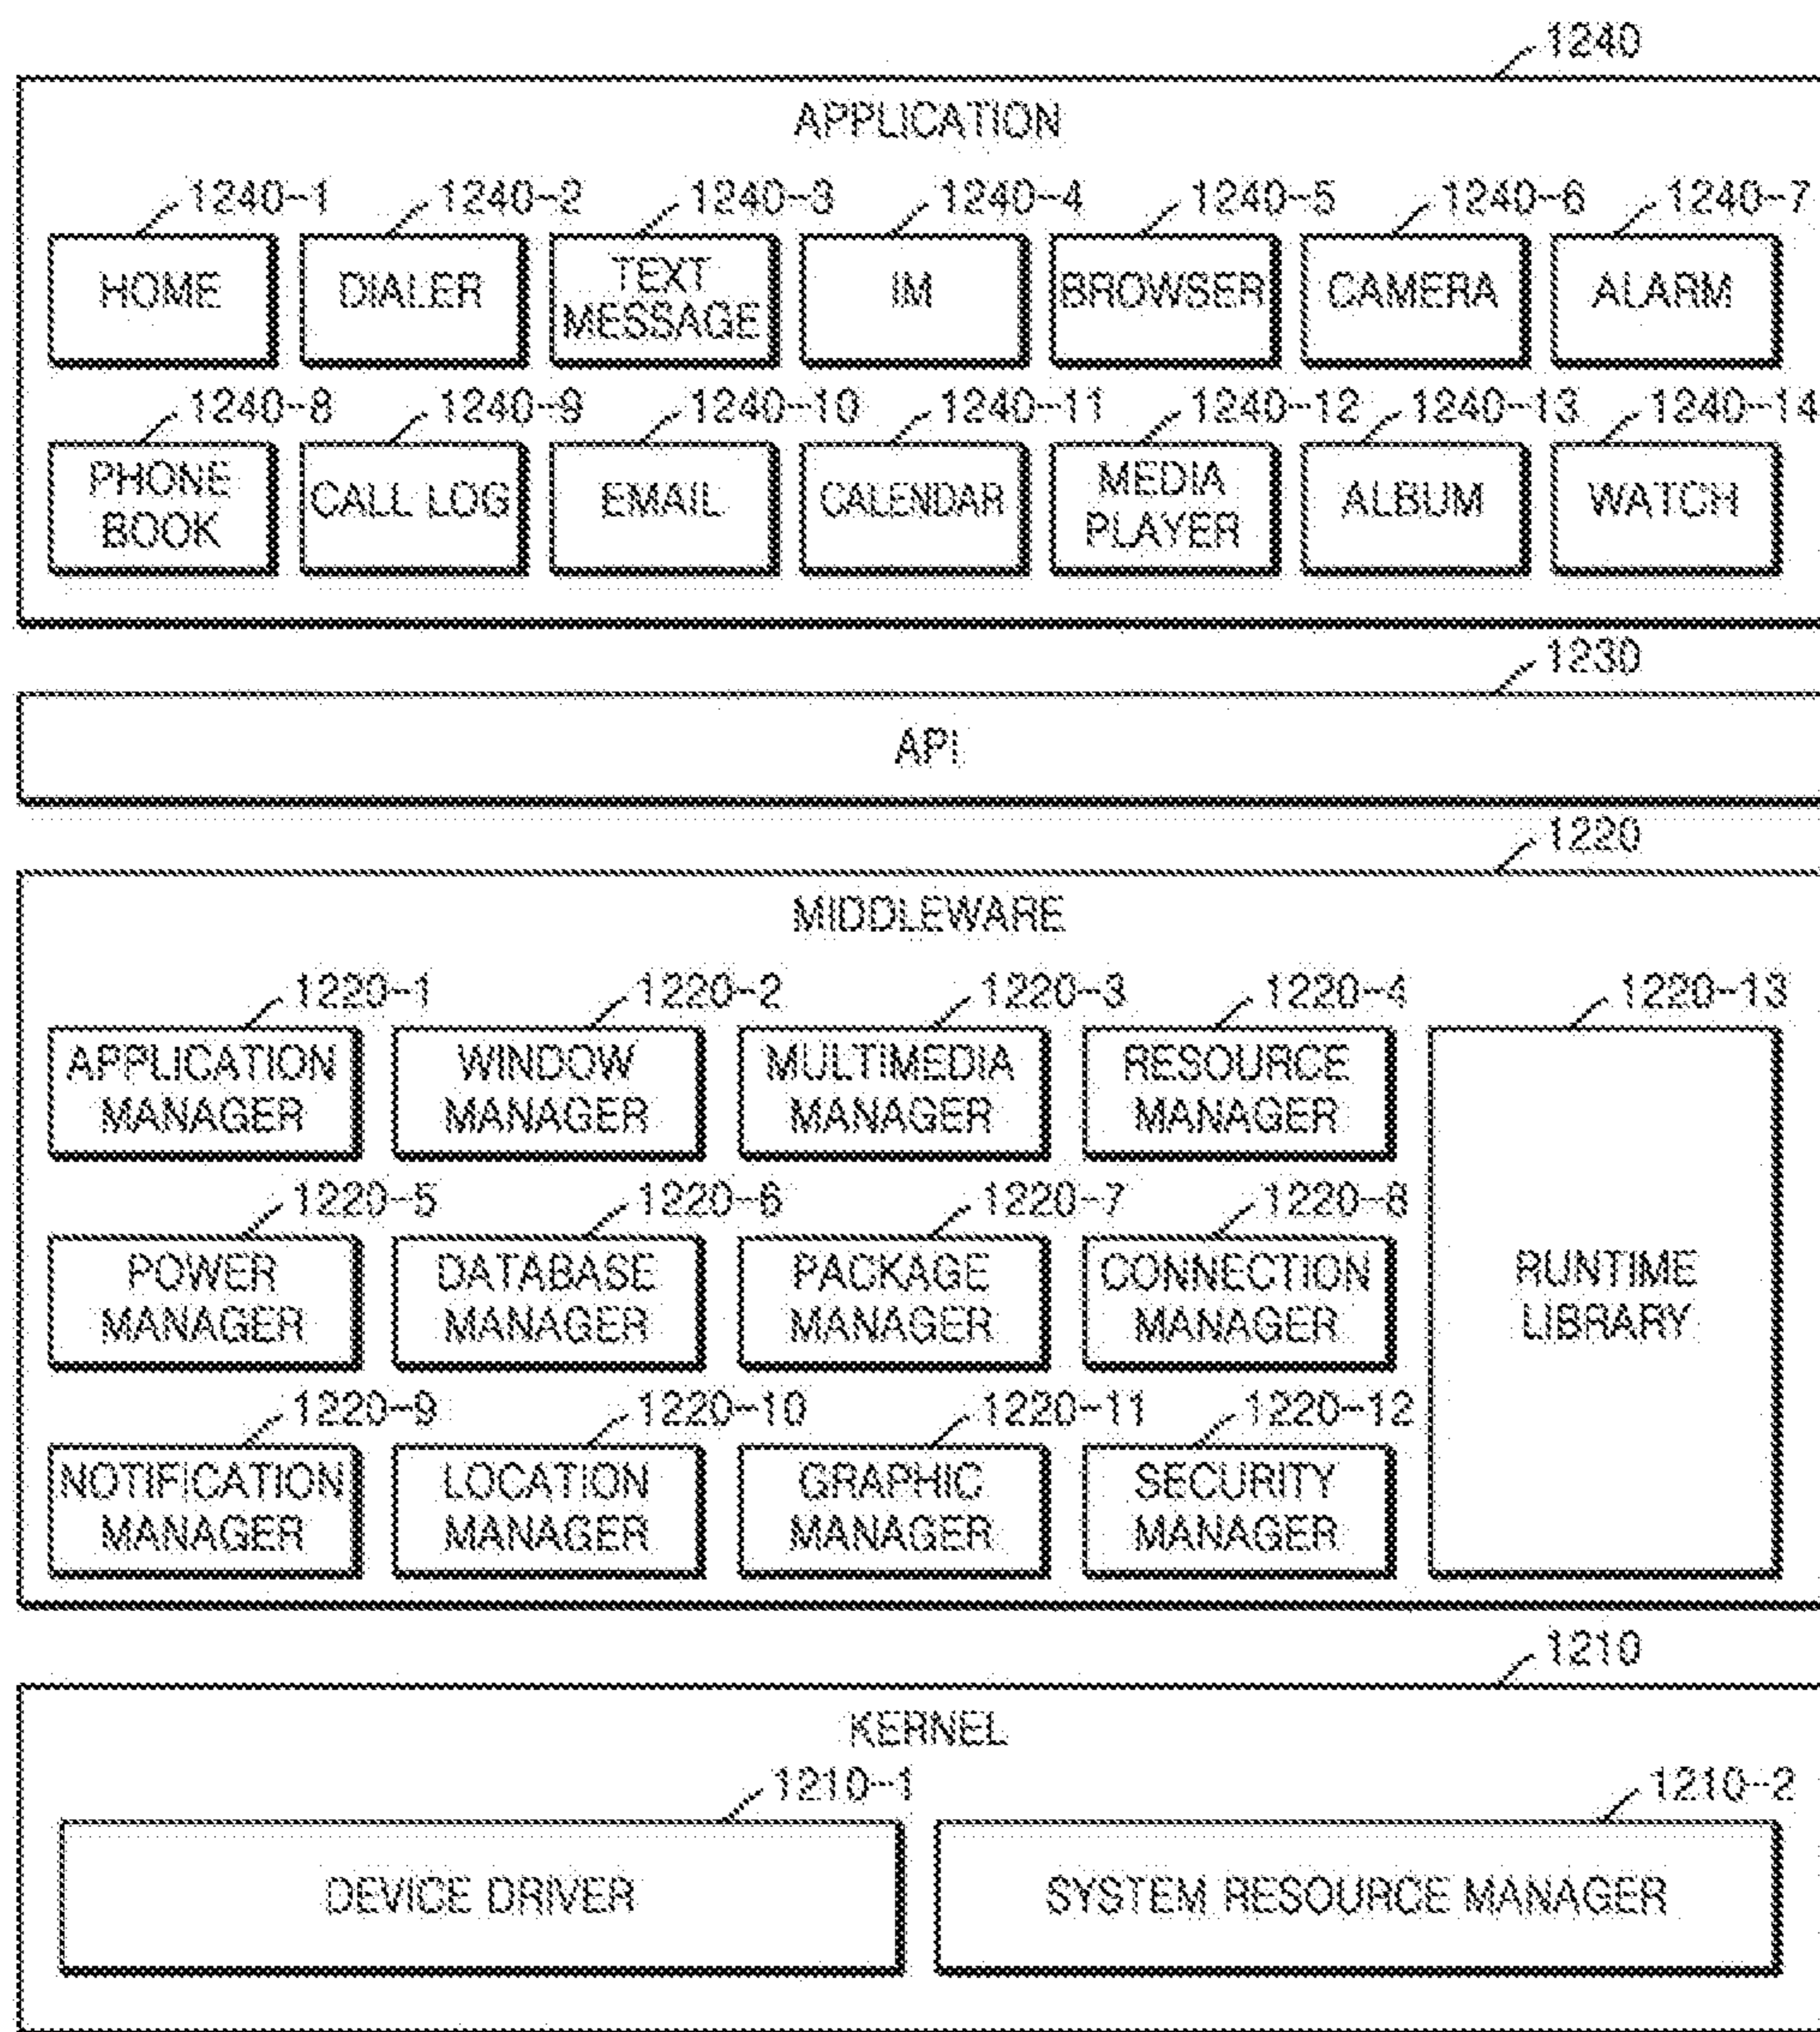 1240
APPLICATION
1240-1 1240-2 1240-3 1240-4 1240-5 1240-6 1240-7
HOME DIALER TEXT MESSAGE IM BROWSER CAMERA ALARM
1240-8 1240-9 1240-10 1240-11 1240-12 1240-13 1240-14
PHONE BOOK CALL LOG EMAIL CALENDAR MEDIA PLAYER ALBUM WATCH
1230
API
1220
MIDDLEWARE
1220-1 1220-2 1220-3 1220-4 1220-13
APPLICATION MANAGER WINDOW MANAGER MULTIMEDIA MANAGER RESOURCE MANAGER
1220-5 1220-6 1220-7 1220-8
POWER MANAGER DATABASE MANAGER PACKAGE MANAGER CONNECTION MANAGER RUNTIME LIBRARY
1220-9 1220-10 1220-11 1220-12
NOTIFICATION MANAGER LOCATION MANAGER GRAPHIC MANAGER SECURITY MANAGER
1210
KERNEL
1210-1 1210-2
DEVICE DRIVER SYSTEM RESOURCE MANAGER